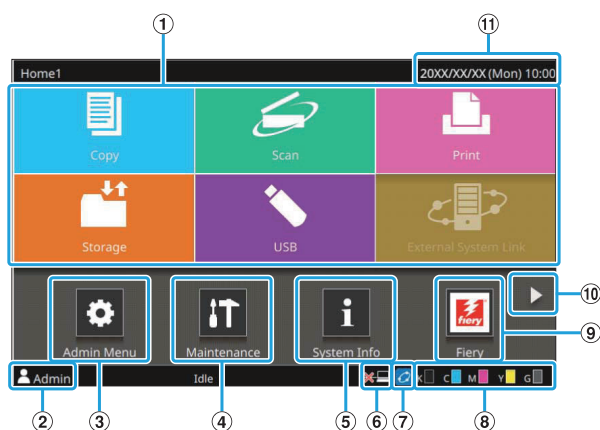 ① ⑪
Home1 20XX/XX/XX (Mon) 10:00
Copy Scan Print
Storage USB External System Link
⑩
fiery
⑨
Admin Menu Maintenance System Info Fiery
Admin Idle K C M Y G
② ③ ④ ⑤ ⑥ ⑦ ⑧